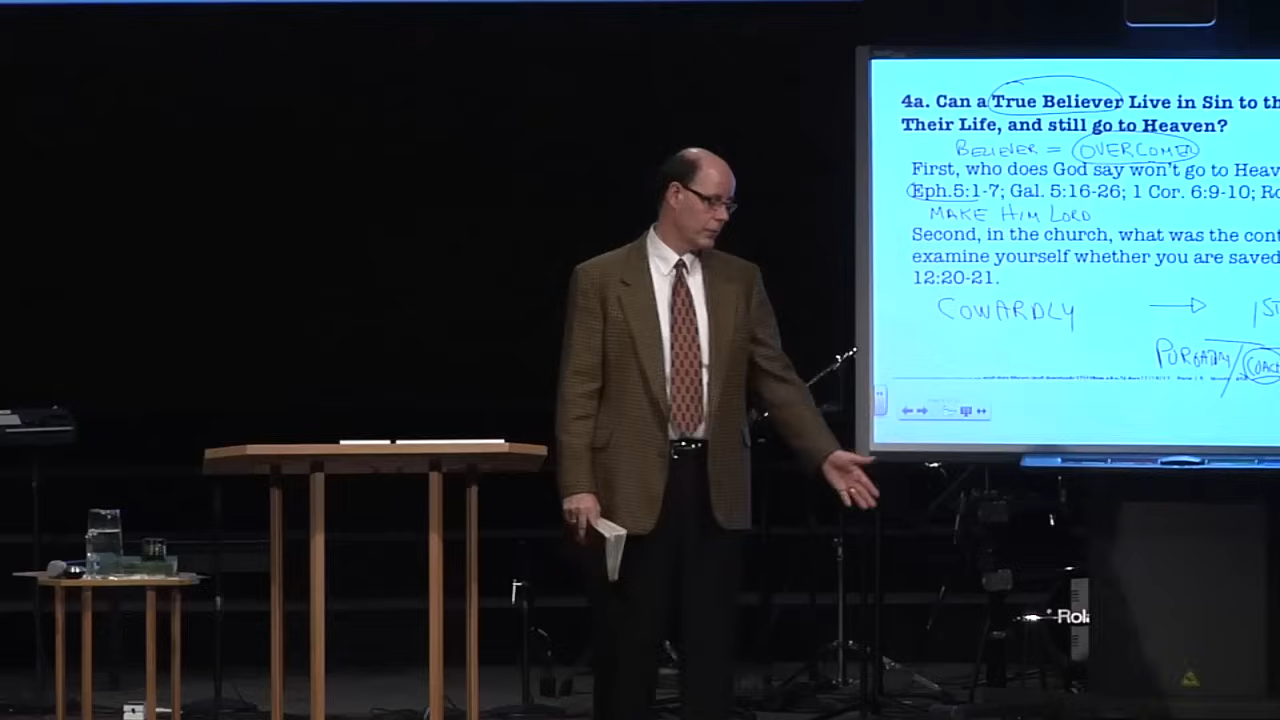 4a. Can a True Believer Live in Sin to th
Their Life, and still go to Heaven?
BELIEVER = OVERCOMER
First, who does God say won't go to Heav
Eph.5:1-7; Gal. 5:16-26; 1 Cor. 6:9-10; Ro
MAKE HIM LORD
Second, in the church, what was the cont
examine yourself whether you are saved
12:20-21.
COWARDLY → 1S
Rola